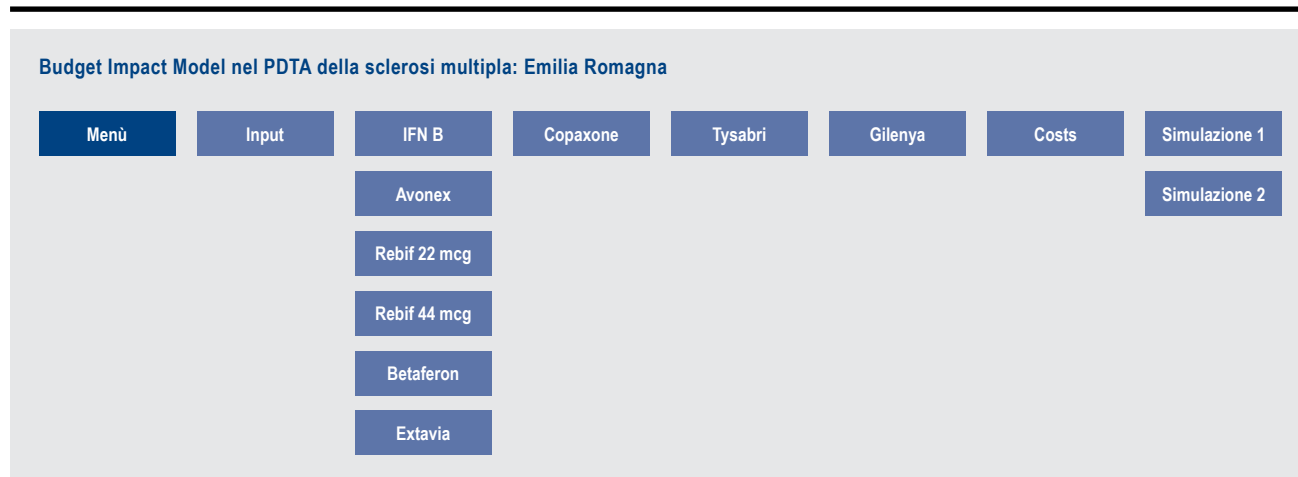 Budget Impact Model nel PDTA della sclerosi multipla: Emilia Romagna
Menù Input IFN B Copaxone Tysabri Gilenya Costs Simulazione 1
Avonex Simulazione 2
Rebif 22 mcg
Rebif 44 mcg
Betaferon
Extavia